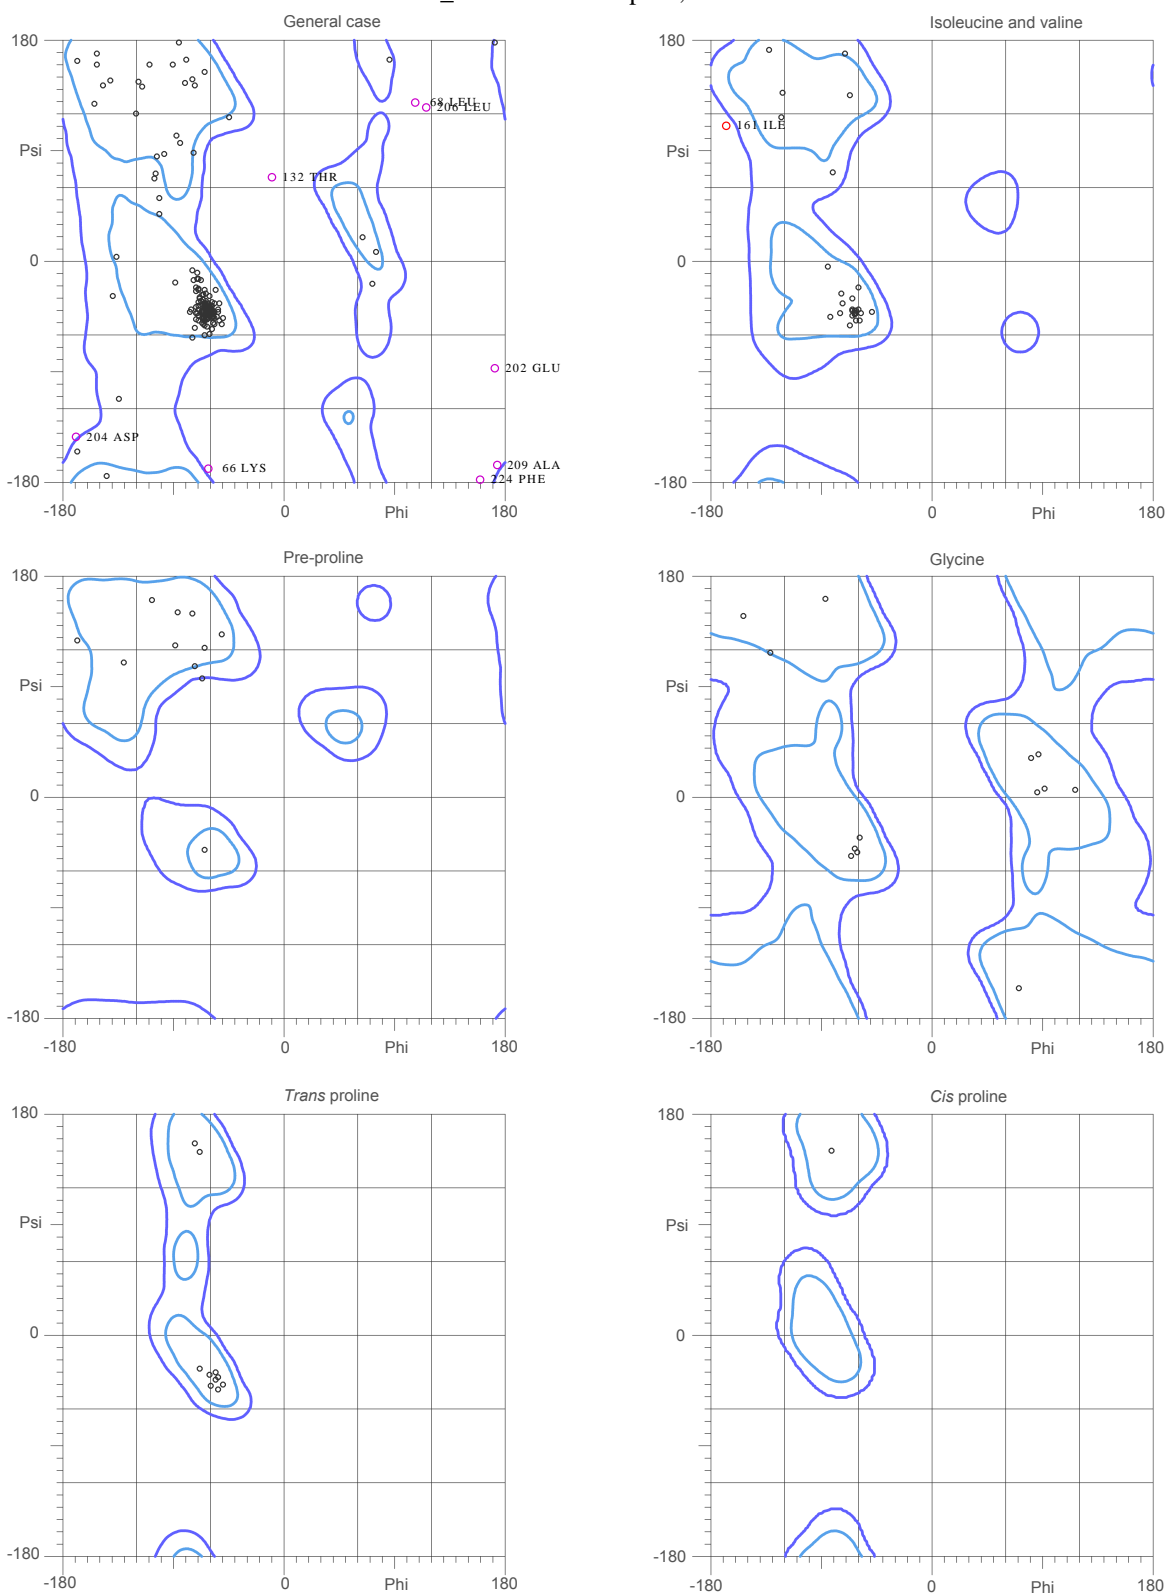 General case
Isoleucine and valine
180
68 LEU
206 LEU
Psi
132 THR
0
202 GLU
204 ASP
66 LYS
209 ALA
224 PHE
-180
-180
0
Phi
180
180
161 ILE
Psi
0
-180
-180
0
Phi
180
Pre-proline
Glycine
180
Psi
0
-180
-180
0
Phi
180
180
Psi
0
-180
-180
0
Phi
180
Trans proline
Cis proline
180
Psi
0
-180
-180
0
Phi
180
180
Psi
0
-180
-180
0
Phi
180